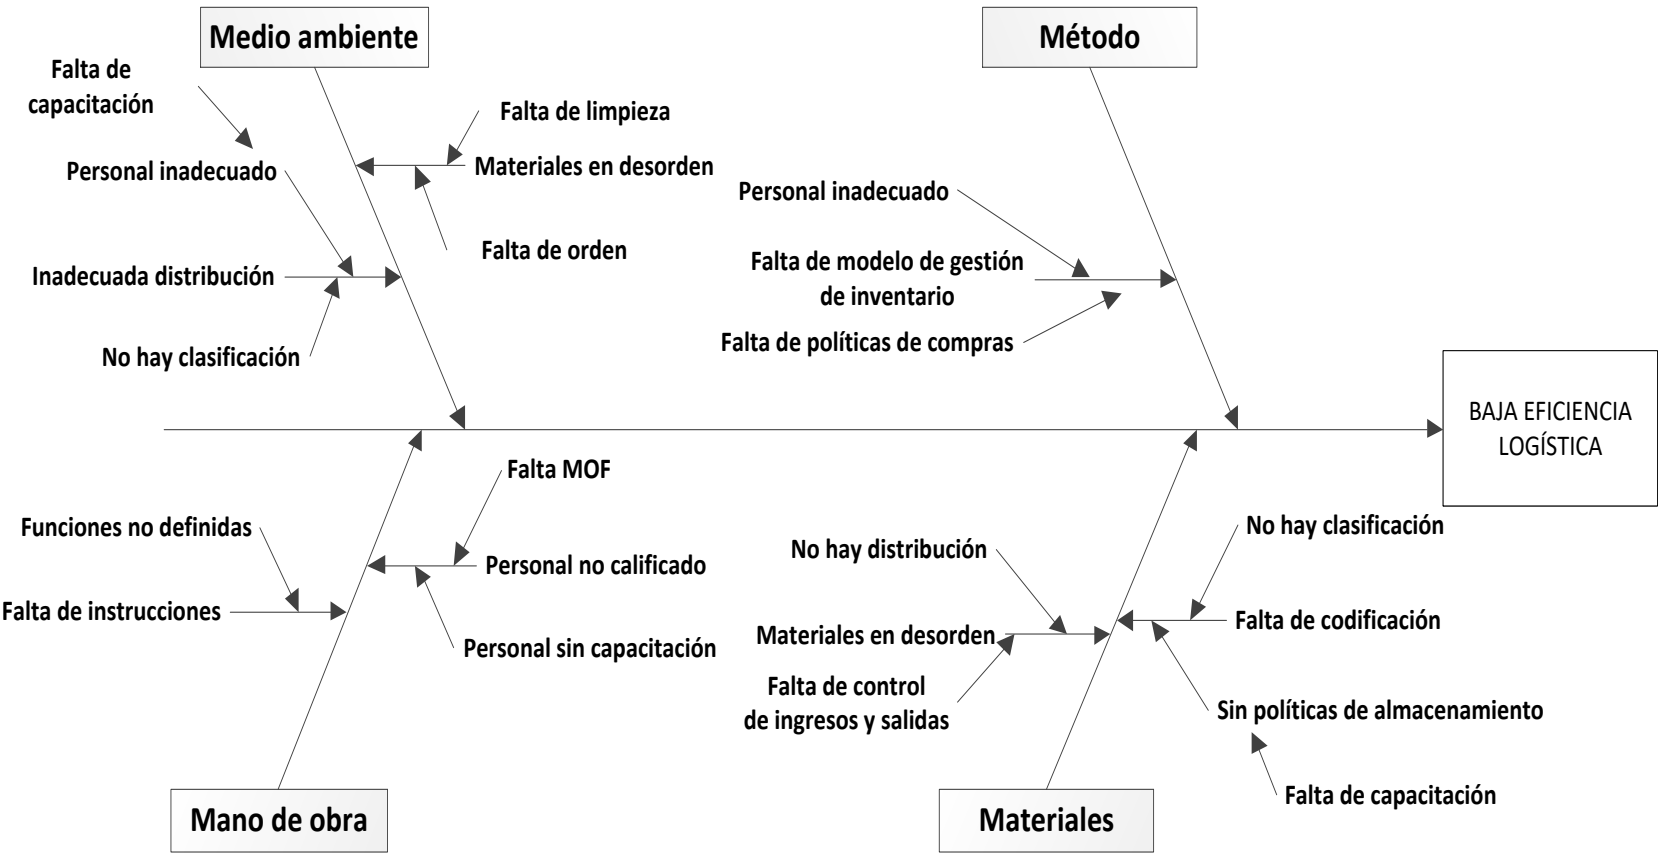 Medio ambiente
Método
Falta de
capacitación
Falta de limpieza
Personal inadecuado
Materiales en desorden
Falta de orden
Inadecuada distribución
No hay clasificación
Personal inadecuado
Falta de modelo de gestión
de inventario
Falta de políticas de compras
BAJA EFICIENCIA
LOGÍSTICA
Falta MOF
Funciones no definidas
Personal no calificado
Falta de instrucciones
Personal sin capacitación
No hay clasificación
No hay distribución
Falta de codificación
Materiales en desorden
Falta de control
de ingresos y salidas
Sin políticas de almacenamiento
Falta de capacitación
Mano de obra
Materiales